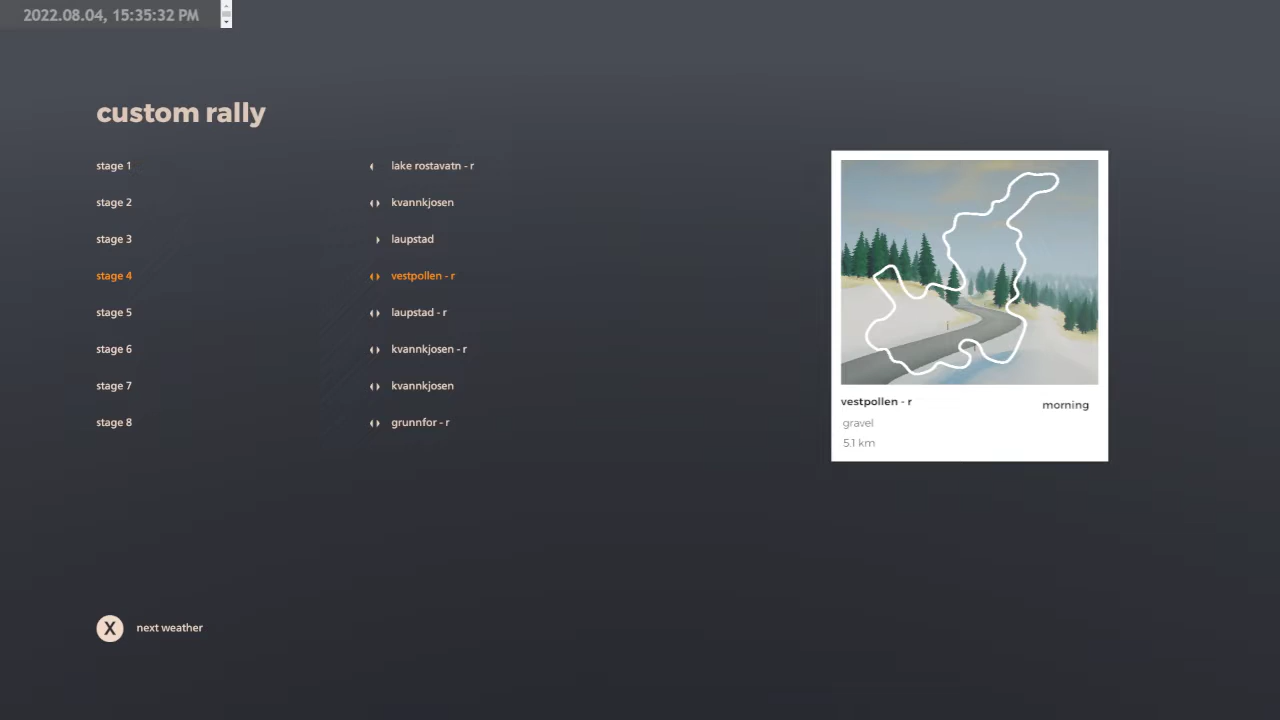 2022.08.04, 15:35:32 PM
custom rally
stage 1 lake rostavatn - r
stage 2 kvannkjosen
stage 3 laupstad
stage 4 vestpollen - r
stage 5 laupstad - r
stage 6 kvannkjosen - r
stage 7 kvannkjosen
stage 8 grunnfor - r
vestpollen - r morning
gravel
5.1 km
X next weather